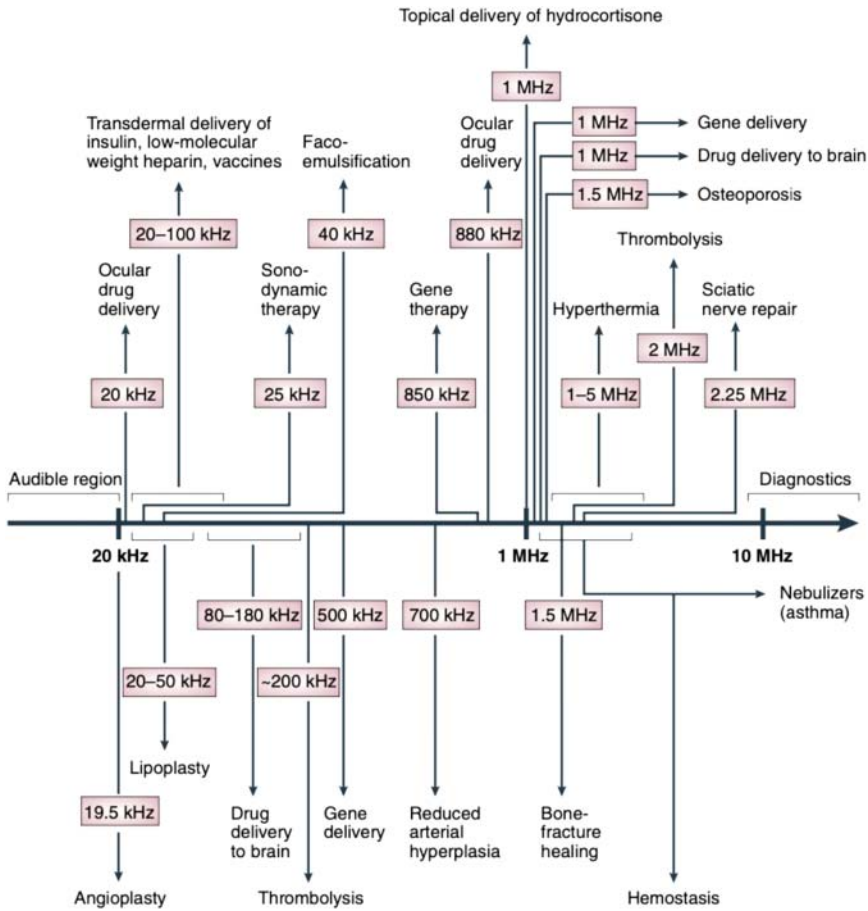 Topical delivery of hydrocortisone
1 MHz
Transdermal delivery of
insulin, low-molecular
weight heparin, vaccines
Faco-
emulsification
Ocular
drug
delivery
1 MHz
Gene delivery
1 MHz
Drug delivery to brain
1.5 MHz
Osteoporosis
20–100 kHz
40 kHz
880 kHz
Thrombolysis
Ocular
drug
delivery
Sono-
dynamic
therapy
Gene
therapy
Hyperthermia
Sciatic
nerve repair
2 MHz
20 kHz
25 kHz
850 kHz
1–5 MHz
2.25 MHz
Audible region
Diagnostics
20 kHz
1 MHz
10 MHz
Nebulizers
(asthma)
80–180 kHz
500 kHz
700 kHz
1.5 MHz
20–50 kHz
~200 kHz
Lipoplasty
19.5 kHz
Drug
delivery
to brain
Gene
delivery
Reduced
arterial
hyperplasia
Bone-
fracture
healing
Angioplasty
Thrombolysis
Hemostasis